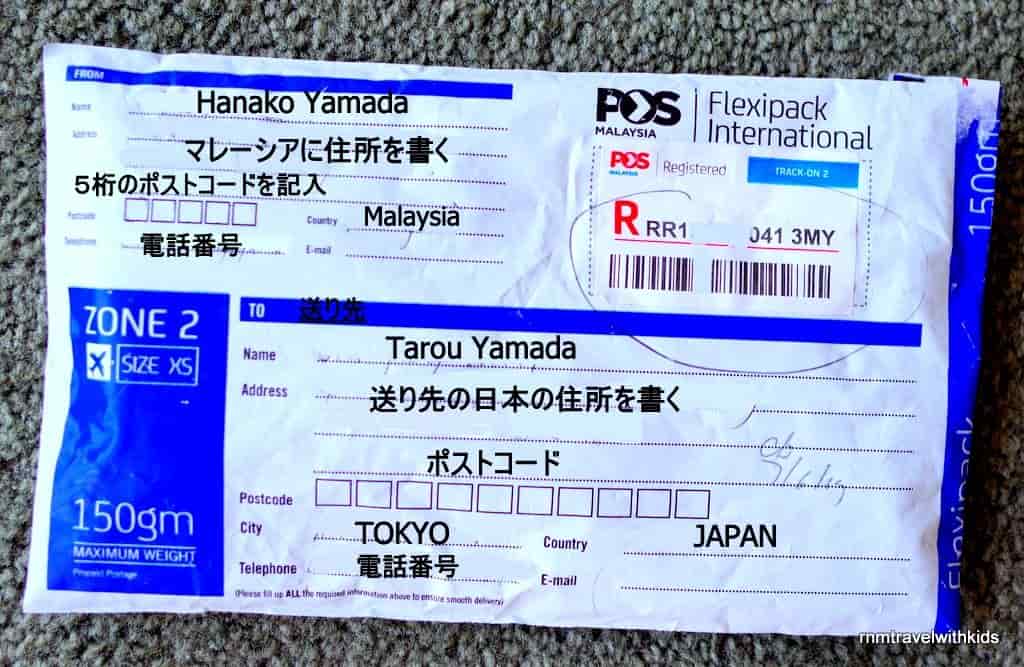 FROM
Name Hanako Yamada
Address
マレーシアに住所を書く
5桁のポストコードを記入
Postcode Country Malaysia
Telephone 電話番号 E-mail
POS MALAYSIA Flexipack International
POS MALAYSIA Registered TRACK-ON 2
R RR1 041 3MY
ZONE 2
SIZE XS
150gm
MAXIMUM WEIGHT
Prepaid Postage
TO 送り先
Name Tarou Yamada
Address 送り先の日本の住所を書く
ポストコード
Postcode
City TOKYO Country JAPAN
Telephone 電話番号 E-mail
(Please fill up ALL the required information above to ensure smooth delivery)
150gm
Flexipack
rnmtravelwithkids